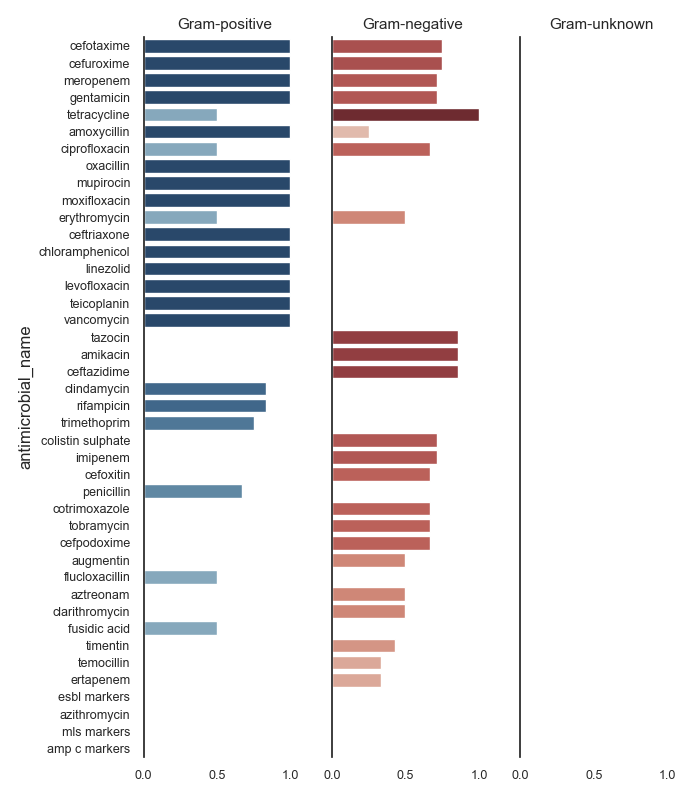 Gram-positive Gram-negative Gram-unknown
cefotaxime
cefuroxime
meropenem
gentamicin
tetracycline
amoxycillin
ciprofloxacin
oxacillin
mupirocin
moxifloxacin
erythromycin
ceftriaxone
chloramphenicol
linezolid
levofloxacin
teicoplanin
vancomycin
tazocin
amikacin
ceftazidime
clindamycin
rifampicin
trimethoprim
colistin sulphate
imipenem
cefoxitin
penicillin
cotrimoxazole
tobramycin
cefpodoxime
augmentin
flucloxacillin
aztreonam
clarithromycin
fusidic acid
timentin
temocillin
ertapenem
esbl markers
azithromycin
mls markers
amp c markers
antimicrobial_name
0.0 0.5 1.0 0.0 0.5 1.0 0.0 0.5 1.0